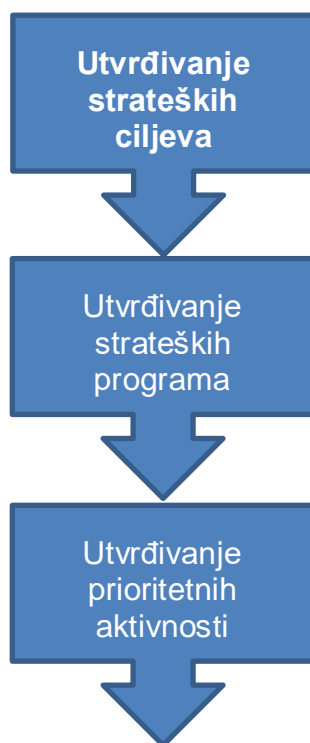 Utvrđivanje
strateških
ciljeva
Utvrđivanje
strateških
programa
Utvrđivanje
prioritetnih
aktivnosti